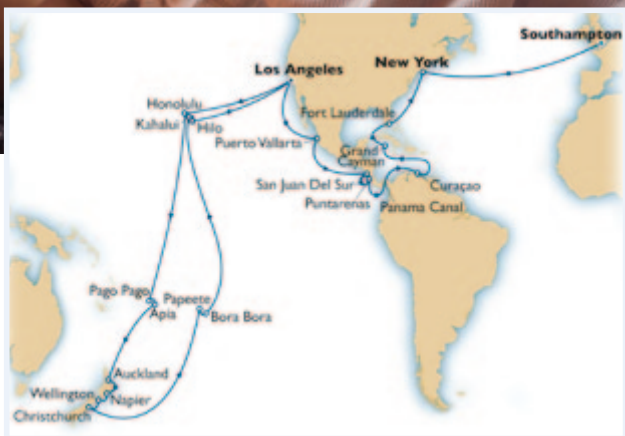 Southampton
New York
Los Angeles
Honolulu
Kahalui
Hilo
Fort Lauderdale
Puerto Vallarta
Grand
Cayman
San Juan Del Sur
Curaçao
Puntarenas
Panama Canal
Pago Pago
Papeete
Apia
Bora Bora
Auckland
Wellington
Napier
Christchurch